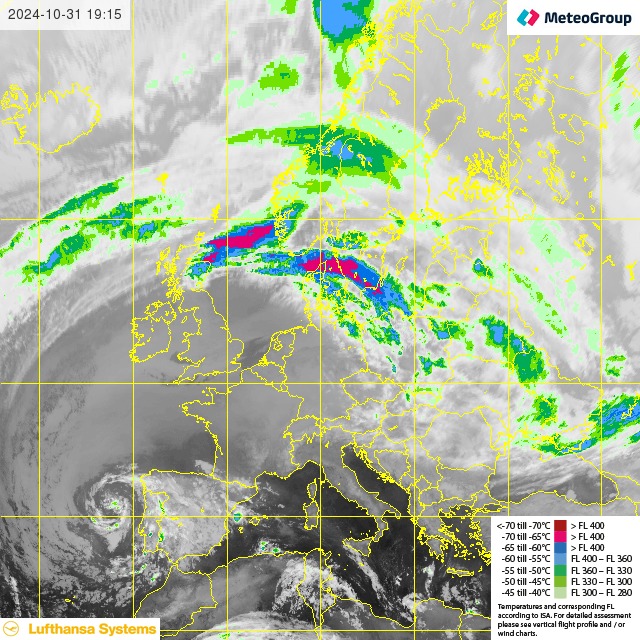 2024-10-31 19:15
MeteoGroup
<-70 till -70°C > FL 400
-70 till -65°C > FL 400
-65 till -60°C > FL 400
-60 till -55°C FL 400 – FL 360
-55 till -50°C FL 360 – FL 330
-50 till -45°C FL 330 – FL 300
-45 till -40°C FL 300 – FL 280
Temperatures and corresponding FL
according to ISA. For detailed assessment
please see vertical flight profile and / or
wind charts.
Lufthansa Systems